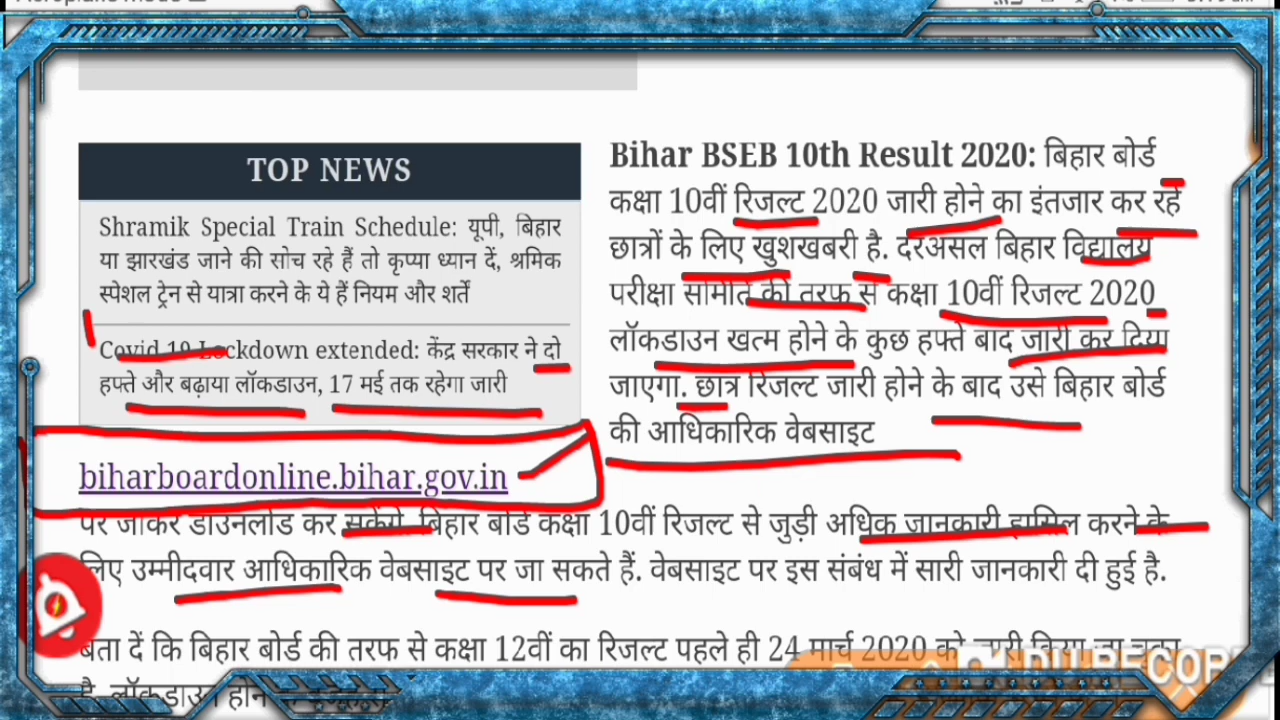 TOP NEWS
Shramik Special Train Schedule: यूपी, बिहार
या झारखंड जाने की सोच रहे हैं तो कृप्या ध्यान दें, श्रमिक
स्पेशल ट्रेन से यात्रा करने के ये हैं नियम और शर्तें
Covid 19 Lockdown extended: केंद्र सरकार ने दो
हफ्ते और बढ़ाया लॉकडाउन, 17 मई तक रहेगा जारी
Bihar BSEB 10th Result 2020: बिहार बोर्ड
कक्षा 10वीं रिजल्ट 2020 जारी होने का इंतजार कर रहे
छात्रों के लिए खुशखबरी है. दरअसल बिहार विद्यालय
परीक्षा समिति की तरफ से कक्षा 10वीं रिजल्ट 2020
लॉकडाउन खत्म होने के कुछ हफ्ते बाद जारी कर दिया
जाएगा. छात्र रिजल्ट जारी होने के बाद उसे बिहार बोर्ड
की आधिकारिक वेबसाइट
biharboardonline.bihar.gov.in
पर जाकर डाउनलोड कर सकेंगे. बिहार बोर्ड कक्षा 10वीं रिजल्ट से जुड़ी अधिक जानकारी हासिल करने के
लिए उम्मीदवार आधिकारिक वेबसाइट पर जा सकते हैं. वेबसाइट पर इस संबंध में सारी जानकारी दी हुई है.
बता दें कि बिहार बोर्ड की तरफ से कक्षा 12वीं का रिजल्ट पहले ही 24 मार्च 2020 को जारी किया जा चुका
है. लॉकडाउन होने